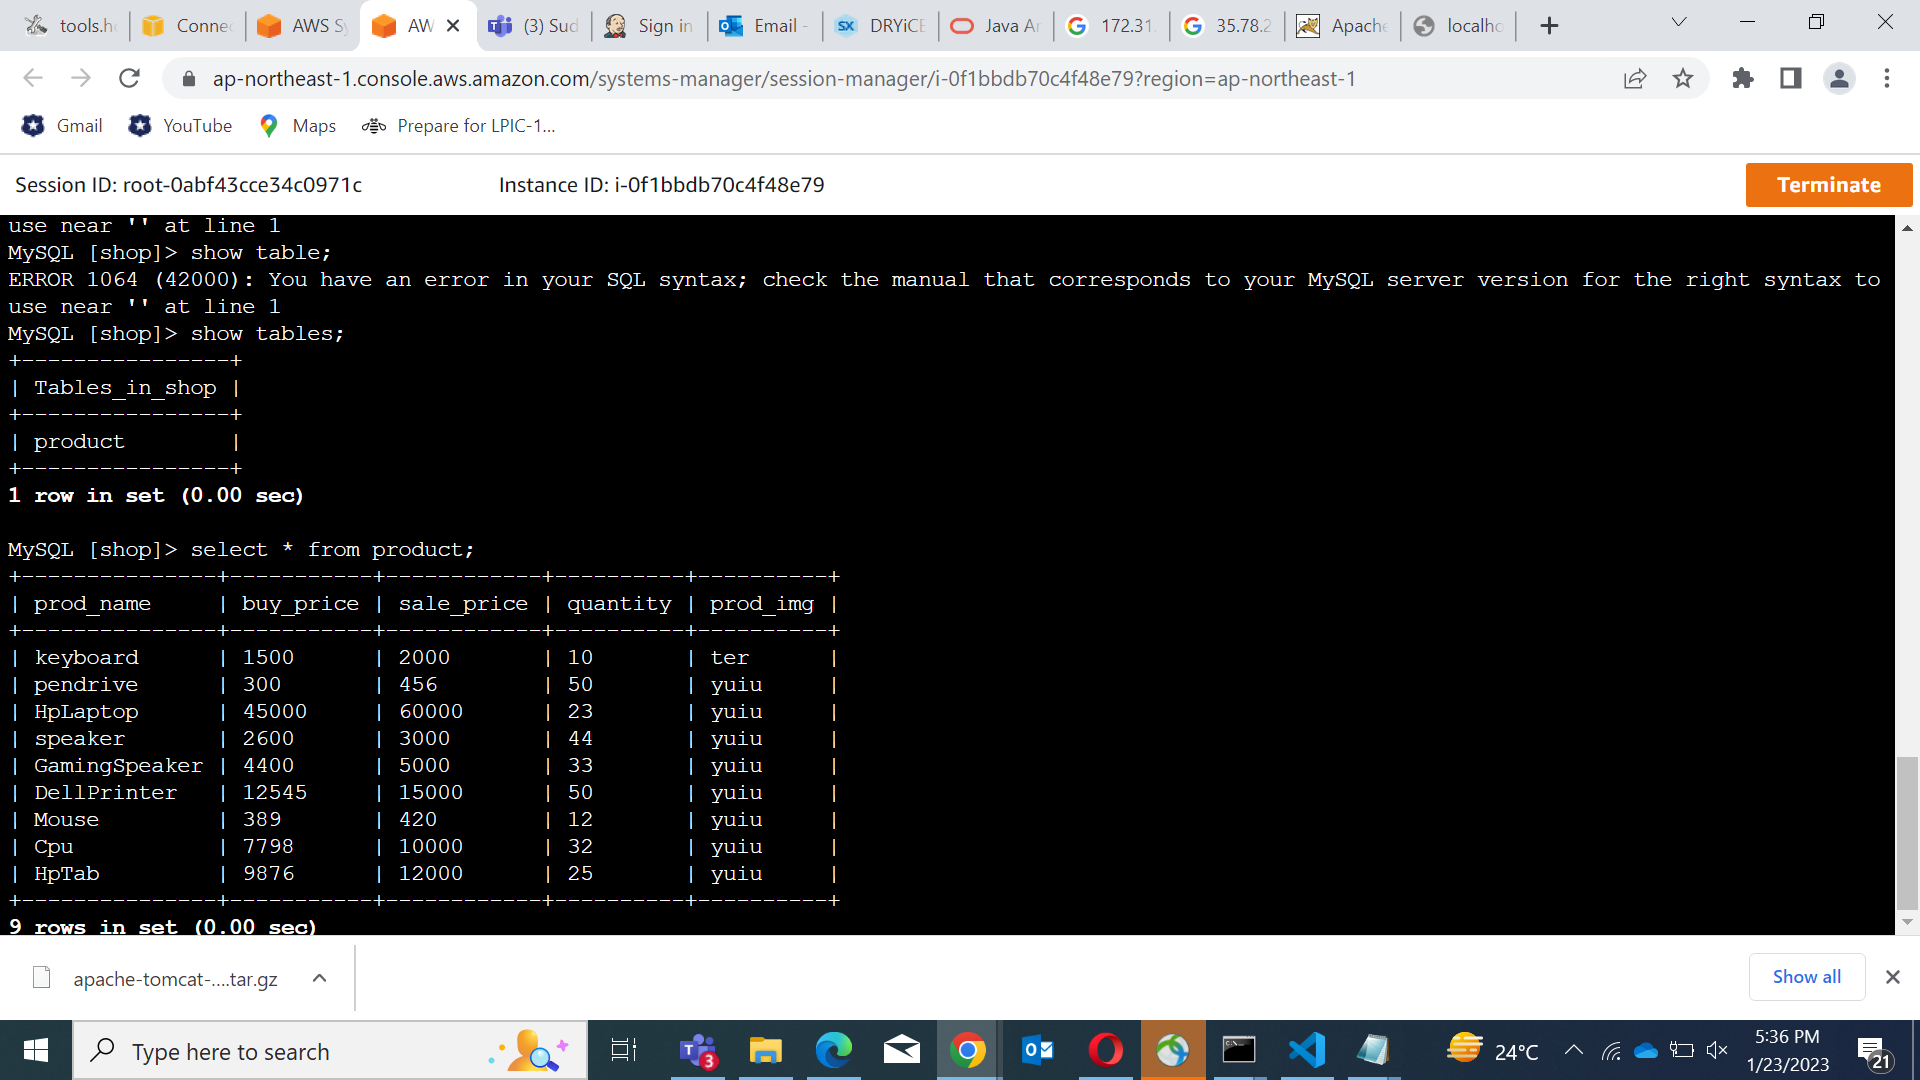 tools.h
Connec
AWS Sy
AW
(3) Sud
Sign in
Email -
DRYiCE
Java Ar
172.31.
35.78.2
Apache
localho
ap-northeast-1.console.aws.amazon.com/systems-manager/session-manager/i-0f1bbdb70c4f48e79?region=ap-northeast-1
Gmail
YouTube
Maps
Prepare for LPIC-1...
Session ID: root-0abf43cce34c0971c
Instance ID: i-0f1bbdb70c4f48e79
Terminate
use near '' at line 1
MySQL [shop]> show table;
ERROR 1064 (42000): You have an error in your SQL syntax; check the manual that corresponds to your MySQL server version for the right syntax to
use near '' at line 1
MySQL [shop]> show tables;
+----------------+
| Tables_in_shop |
+----------------+
| product        |
+----------------+
1 row in set (0.00 sec)
MySQL [shop]> select * from product;
+---------------+-----------+------------+----------+----------+
| prod_name     | buy_price | sale_price | quantity | prod_img |
+---------------+-----------+------------+----------+----------+
| keyboard      | 1500      | 2000       | 10       | ter      |
| pendrive      | 300       | 456        | 50       | yuiu     |
| HpLaptop      | 45000     | 60000      | 23       | yuiu     |
| speaker       | 2600      | 3000       | 44       | yuiu     |
| GamingSpeaker | 4400      | 5000       | 33       | yuiu     |
| DellPrinter   | 12545     | 15000      | 50       | yuiu     |
| Mouse         | 389       | 420        | 12       | yuiu     |
| Cpu           | 7798      | 10000      | 32       | yuiu     |
| HpTab         | 9876      | 12000      | 25       | yuiu     |
+---------------+-----------+------------+----------+----------+
9 rows in set (0.00 sec)
apache-tomcat-....tar.gz
Show all
Type here to search
3
24°C
5:36 PM
1/23/2023
21